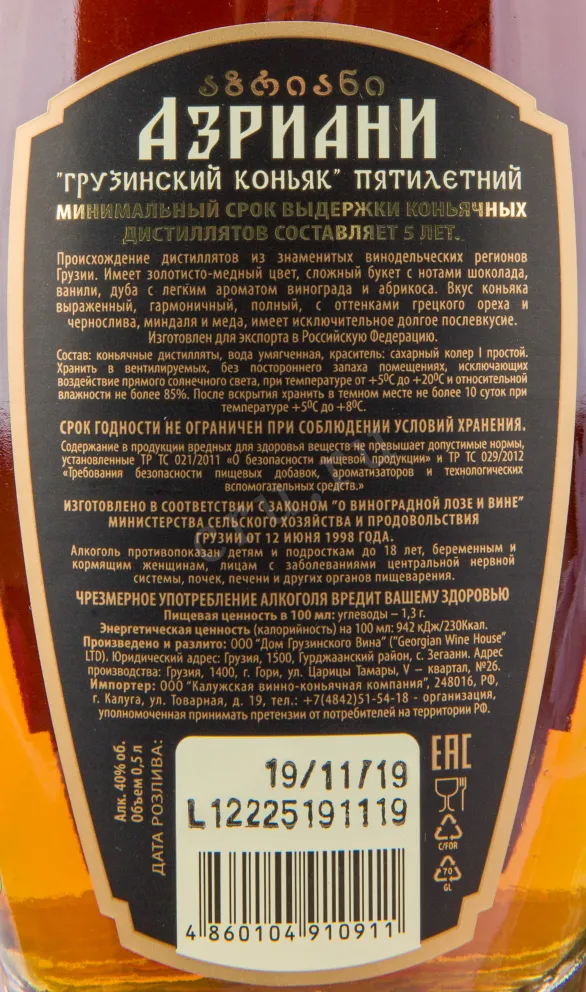 აზრიანი
АЗРИАНИ
"ГРУЗИНСКИЙ КОНЬЯК" ПЯТИЛЕТНИЙ
МИНИМАЛЬНЫЙ СРОК ВЫДЕРЖКИ КОНЬЯЧНЫХ
ДИСТИЛЛЯТОВ СОСТАВЛЯЕТ 5 ЛЕТ.
Происхождение дистиллятов из знаменитых винодельческих регионов
Грузии. Имеет золотисто-медный цвет, сложный букет с нотами шоколада,
ванили, дуба с легким ароматом винограда и абрикоса. Вкус коньяка
выраженный, гармоничный, полный, с оттенками грецкого ореха и
чернослива, миндаля и меда, имеет исключительное долгое послевкусие.
Изготовлен для экспорта в Российскую Федерацию.
Состав: коньячные дистилляты, вода умягченная, краситель: сахарный колер I простой.
Хранить в вентилируемых, без постороннего запаха помещениях, исключающих
воздействие прямого солнечного света, при температуре от +5⁰С до +20⁰С и относительной
влажности не более 85%. После вскрытия хранить в темном месте не более 10 суток при
температуре +5⁰С до +8⁰С.
СРОК ГОДНОСТИ НЕ ОГРАНИЧЕН ПРИ СОБЛЮДЕНИИ УСЛОВИЙ ХРАНЕНИЯ.
Содержание в продукции вредных для здоровья веществ не превышает допустимые нормы,
установленные ТР ТС 021/2011 «О безопасности пищевой продукции» и ТР ТС 029/2012
«Требования безопасности пищевых добавок, ароматизаторов и технологических
вспомогательных средств.»
ИЗГОТОВЛЕНО В СООТВЕТСТВИИ С ЗАКОНОМ "О ВИНОГРАДНОЙ ЛОЗЕ И ВИНЕ"
МИНИСТЕРСТВА СЕЛЬСКОГО ХОЗЯЙСТВА И ПРОДОВОЛЬСТВИЯ
ГРУЗИИ ОТ 12 ИЮНЯ 1998 ГОДА.
Алкоголь противопоказан детям и подросткам до 18 лет, беременным и
кормящим женщинам, лицам с заболеваниями центральной нервной
системы, почек, печени и других органов пищеварения.
ЧРЕЗМЕРНОЕ УПОТРЕБЛЕНИЕ АЛКОГОЛЯ ВРЕДИТ ВАШЕМУ ЗДОРОВЬЮ
Пищевая ценность в 100 мл: углеводы – 1,3 г.
Энергетическая ценность (калорийность) на 100 мл: 942 кДж/230Ккал.
Произведено и разлито: ООО "Дом Грузинского Вина" ("Georgian Wine House"
LTD). Юридический адрес: Грузия, 1500, Гурджаанский район, с. Зегаани. Адрес
производства: Грузия, 1400, г. Гори, ул. Царицы Тамары, V – квартал, №26.
Импортер: ООО "Калужская винно-коньячная компания", 248016, РФ,
г. Калуга, ул. Товарная, д. 19, тел.: +7(4842)51-54-18 - организация,
уполномоченная принимать претензии от потребителей на территории РФ.
Алк. 40% об.
Объем 0,5 л
ДАТА РОЗЛИВА:
19/11/19
L12225191119
4 860104 910911
EAC
C/FOR
70
GL